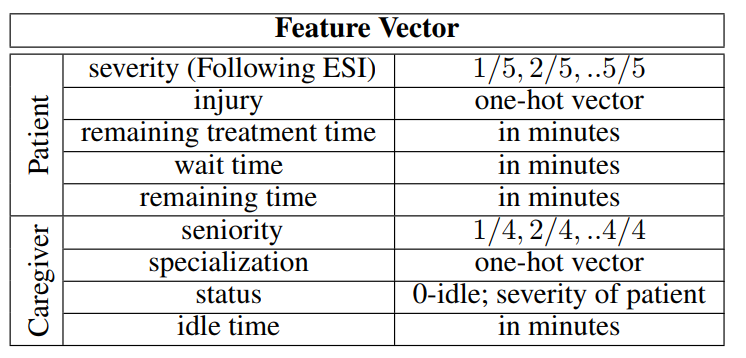 Feature Vector
Patient
severity (Following ESI) 1/5, 2/5, ..5/5
injury one-hot vector
remaining treatment time in minutes
wait time in minutes
remaining time in minutes
Caregiver
seniority 1/4, 2/4, ..4/4
specialization one-hot vector
status 0-idle; severity of patient
idle time in minutes